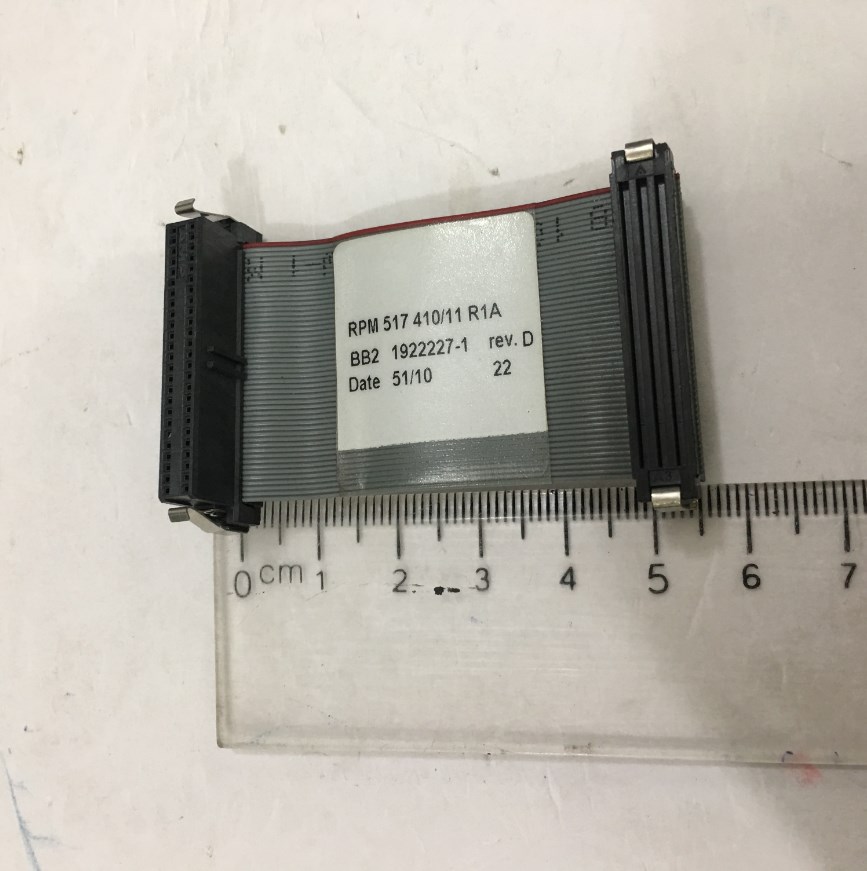 RPM 517 410/11 R1A
BB2 1922227-1 rev. D
Date 51/10 22
0 cm 1 2 3 4 5 6 7